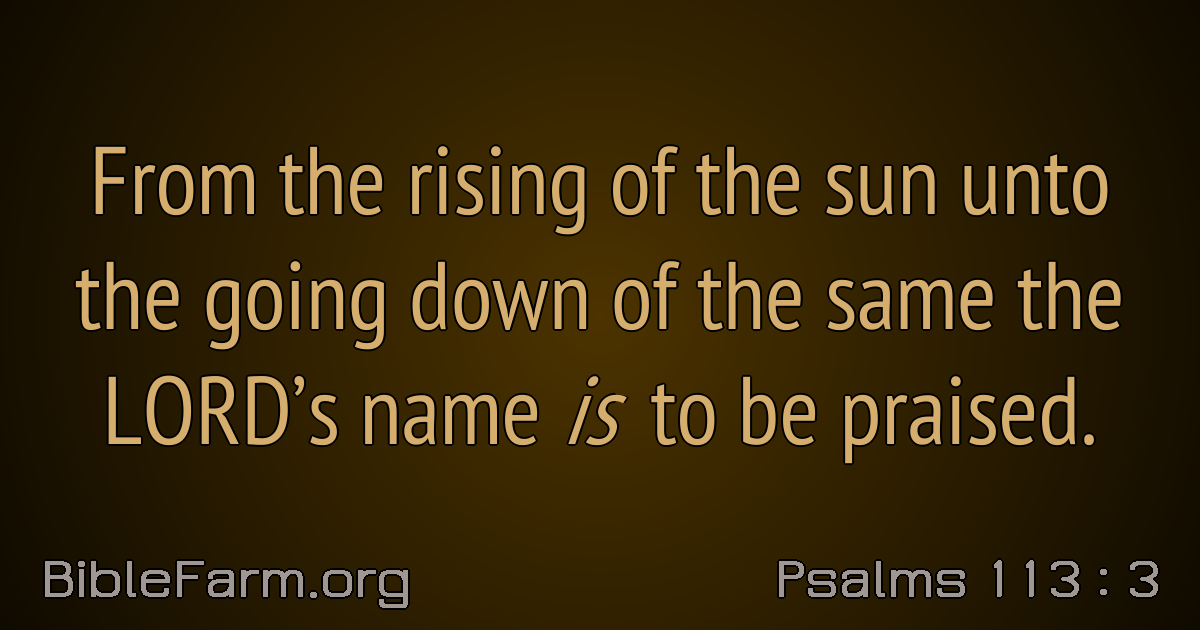 From the rising of the sun unto
the going down of the same the
LORD’s name is to be praised.
BibleFarm.org
Psalms 113 : 3